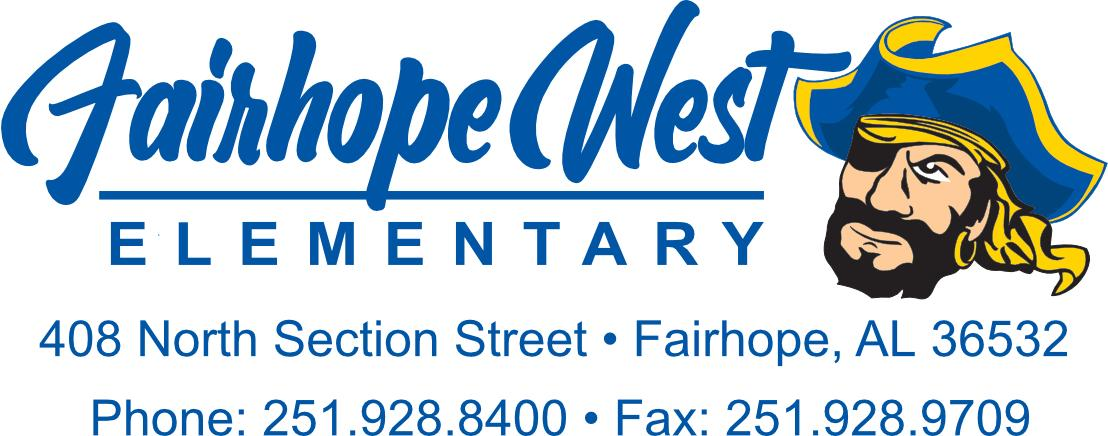 Fairhope West
ELEMENTARY
408 North Section Street • Fairhope, AL 36532
Phone: 251.928.8400 • Fax: 251.928.9709